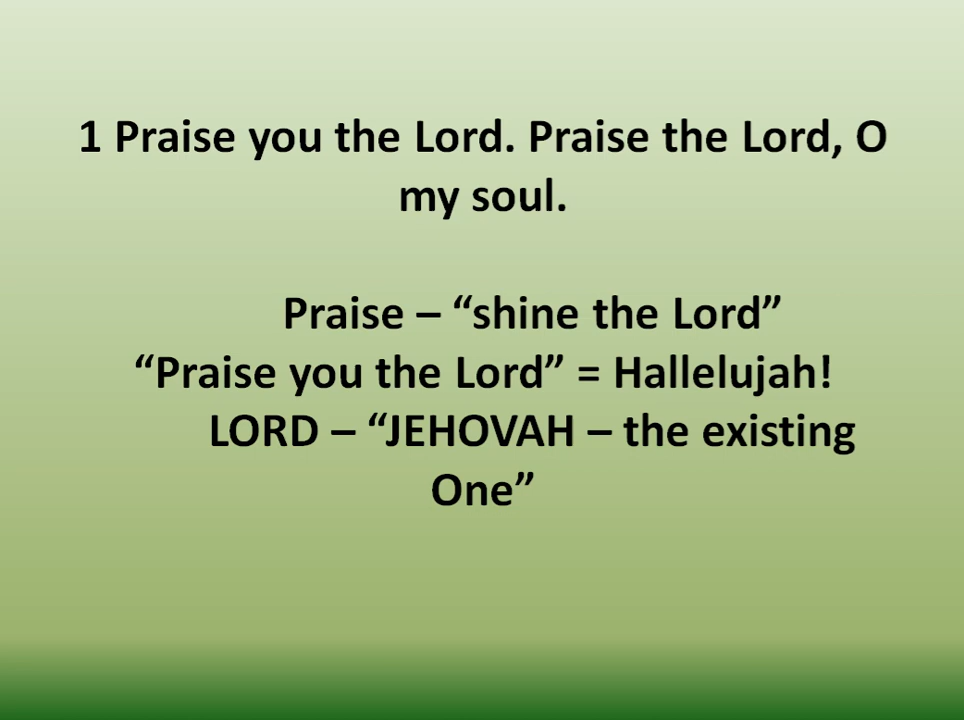 1 Praise you the Lord. Praise the Lord, O
my soul.
Praise – “shine the Lord”
“Praise you the Lord” = Hallelujah!
LORD – “JEHOVAH – the existing
One”